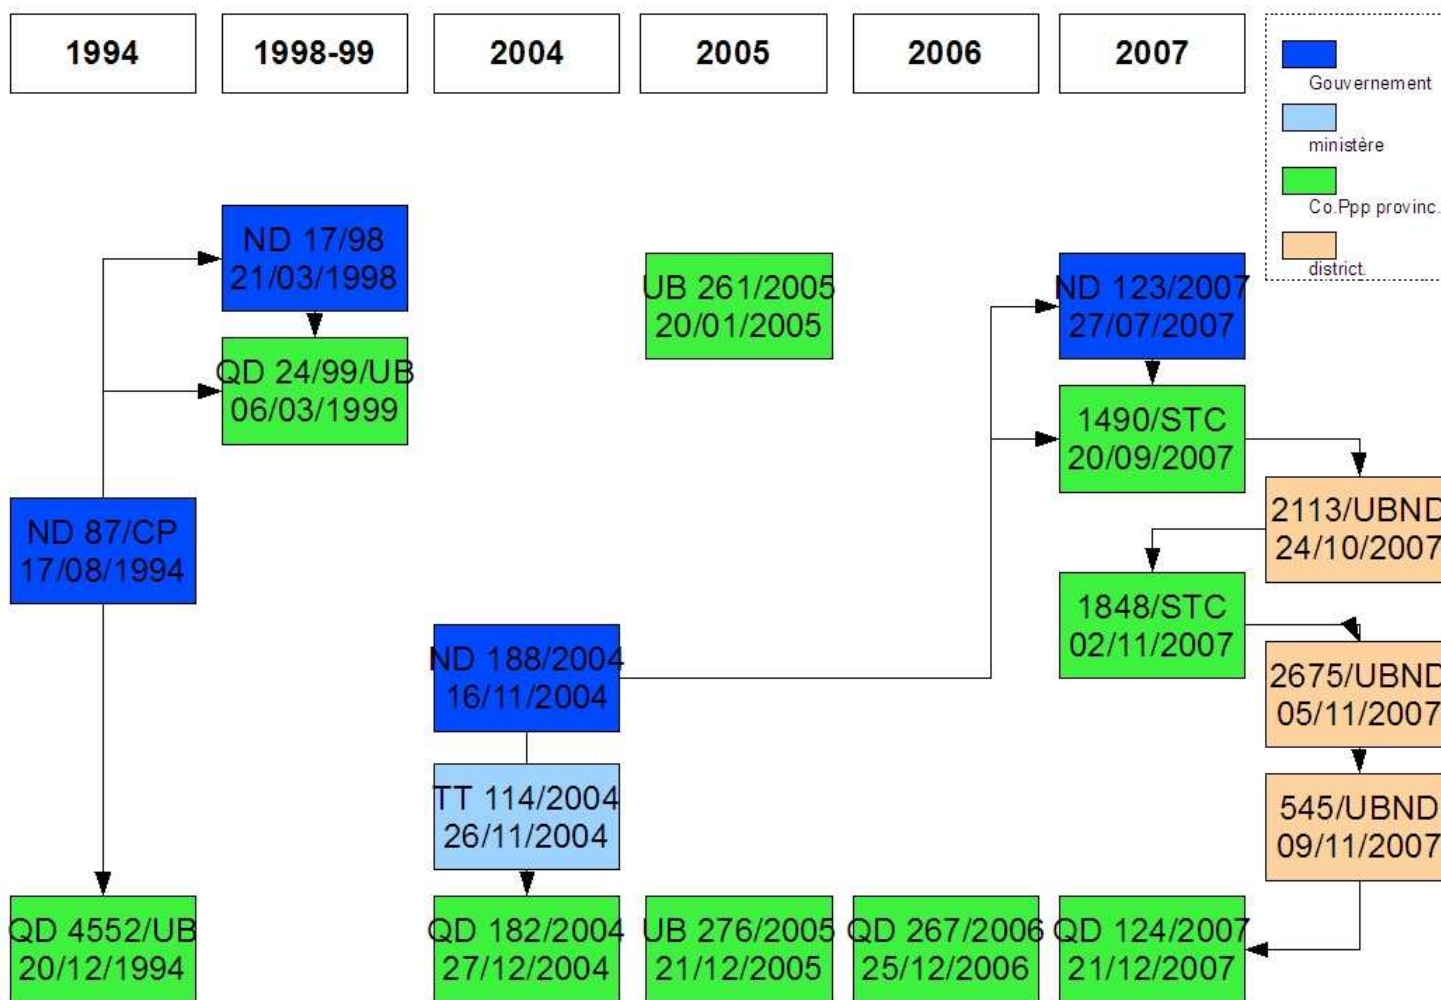 1994
1998-99
2004
2005
2006
2007
Gouvernement
ministère
Co.Ppp provinc.
district.
ND 17/98
21/03/1998
UB 261/2005
20/01/2005
ND 123/2007
27/07/2007
QD 24/99/UB
06/03/1999
1490/STC
20/09/2007
ND 87/CP
17/08/1994
2113/UBND
24/10/2007
1848/STC
02/11/2007
ND 188/2004
16/11/2004
2675/UBND
05/11/2007
TT 114/2004
26/11/2004
545/UBND
09/11/2007
QD 4552/UB
20/12/1994
QD 182/2004
27/12/2004
UB 276/2005
21/12/2005
QD 267/2006
25/12/2006
QD 124/2007
21/12/2007